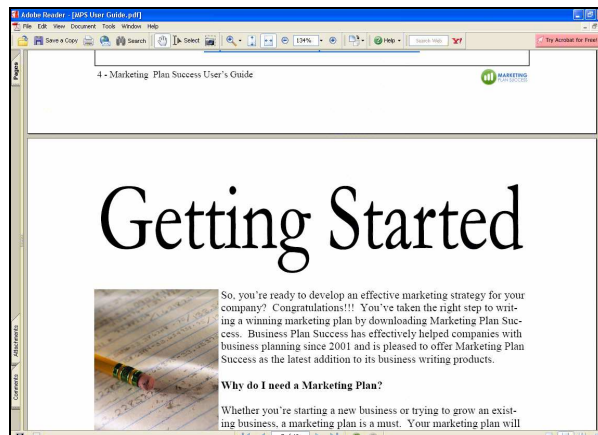 Adobe Reader - [MPS User Guide.pdf]
File Edit View Document Tools Window Help
Save a Copy Search Select 134% Help Search Web Y! Try Acrobat for Free!
Pages
4 - Marketing Plan Success User's Guide
MARKETING
PLAN SUCCESS
Getting Started
So, you're ready to develop an effective marketing strategy for your
company? Congratulations!!! You've taken the right step to writ-
ing a winning marketing plan by downloading Marketing Plan Suc-
cess. Business Plan Success has effectively helped companies with
business planning since 2001 and is pleased to offer Marketing Plan
Success as the latest addition to its business writing products.
Why do I need a Marketing Plan?
Whether you're starting a new business or trying to grow an exist-
ing business, a marketing plan is a must. Your marketing plan will
Attachments
Comments